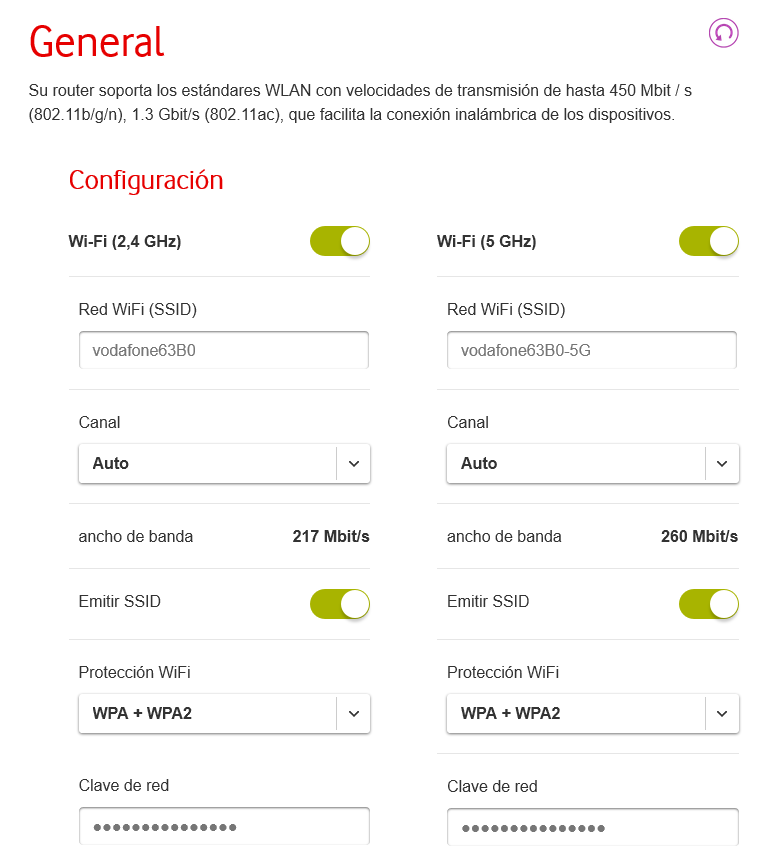 General
Su router soporta los estándares WLAN con velocidades de transmisión de hasta 450 Mbit / s
(802.11b/g/n), 1.3 Gbit/s (802.11ac), que facilita la conexión inalámbrica de los dispositivos.
Configuración
Wi-Fi (2,4 GHz)
Red WiFi (SSID)
vodafone63B0
Canal
Auto
ancho de banda 217 Mbit/s
Emitir SSID
Protección WiFi
WPA + WPA2
Clave de red
●●●●●●●●●●●●●●●
Wi-Fi (5 GHz)
Red WiFi (SSID)
vodafone63B0-5G
Canal
Auto
ancho de banda 260 Mbit/s
Emitir SSID
Protección WiFi
WPA + WPA2
Clave de red
●●●●●●●●●●●●●●●